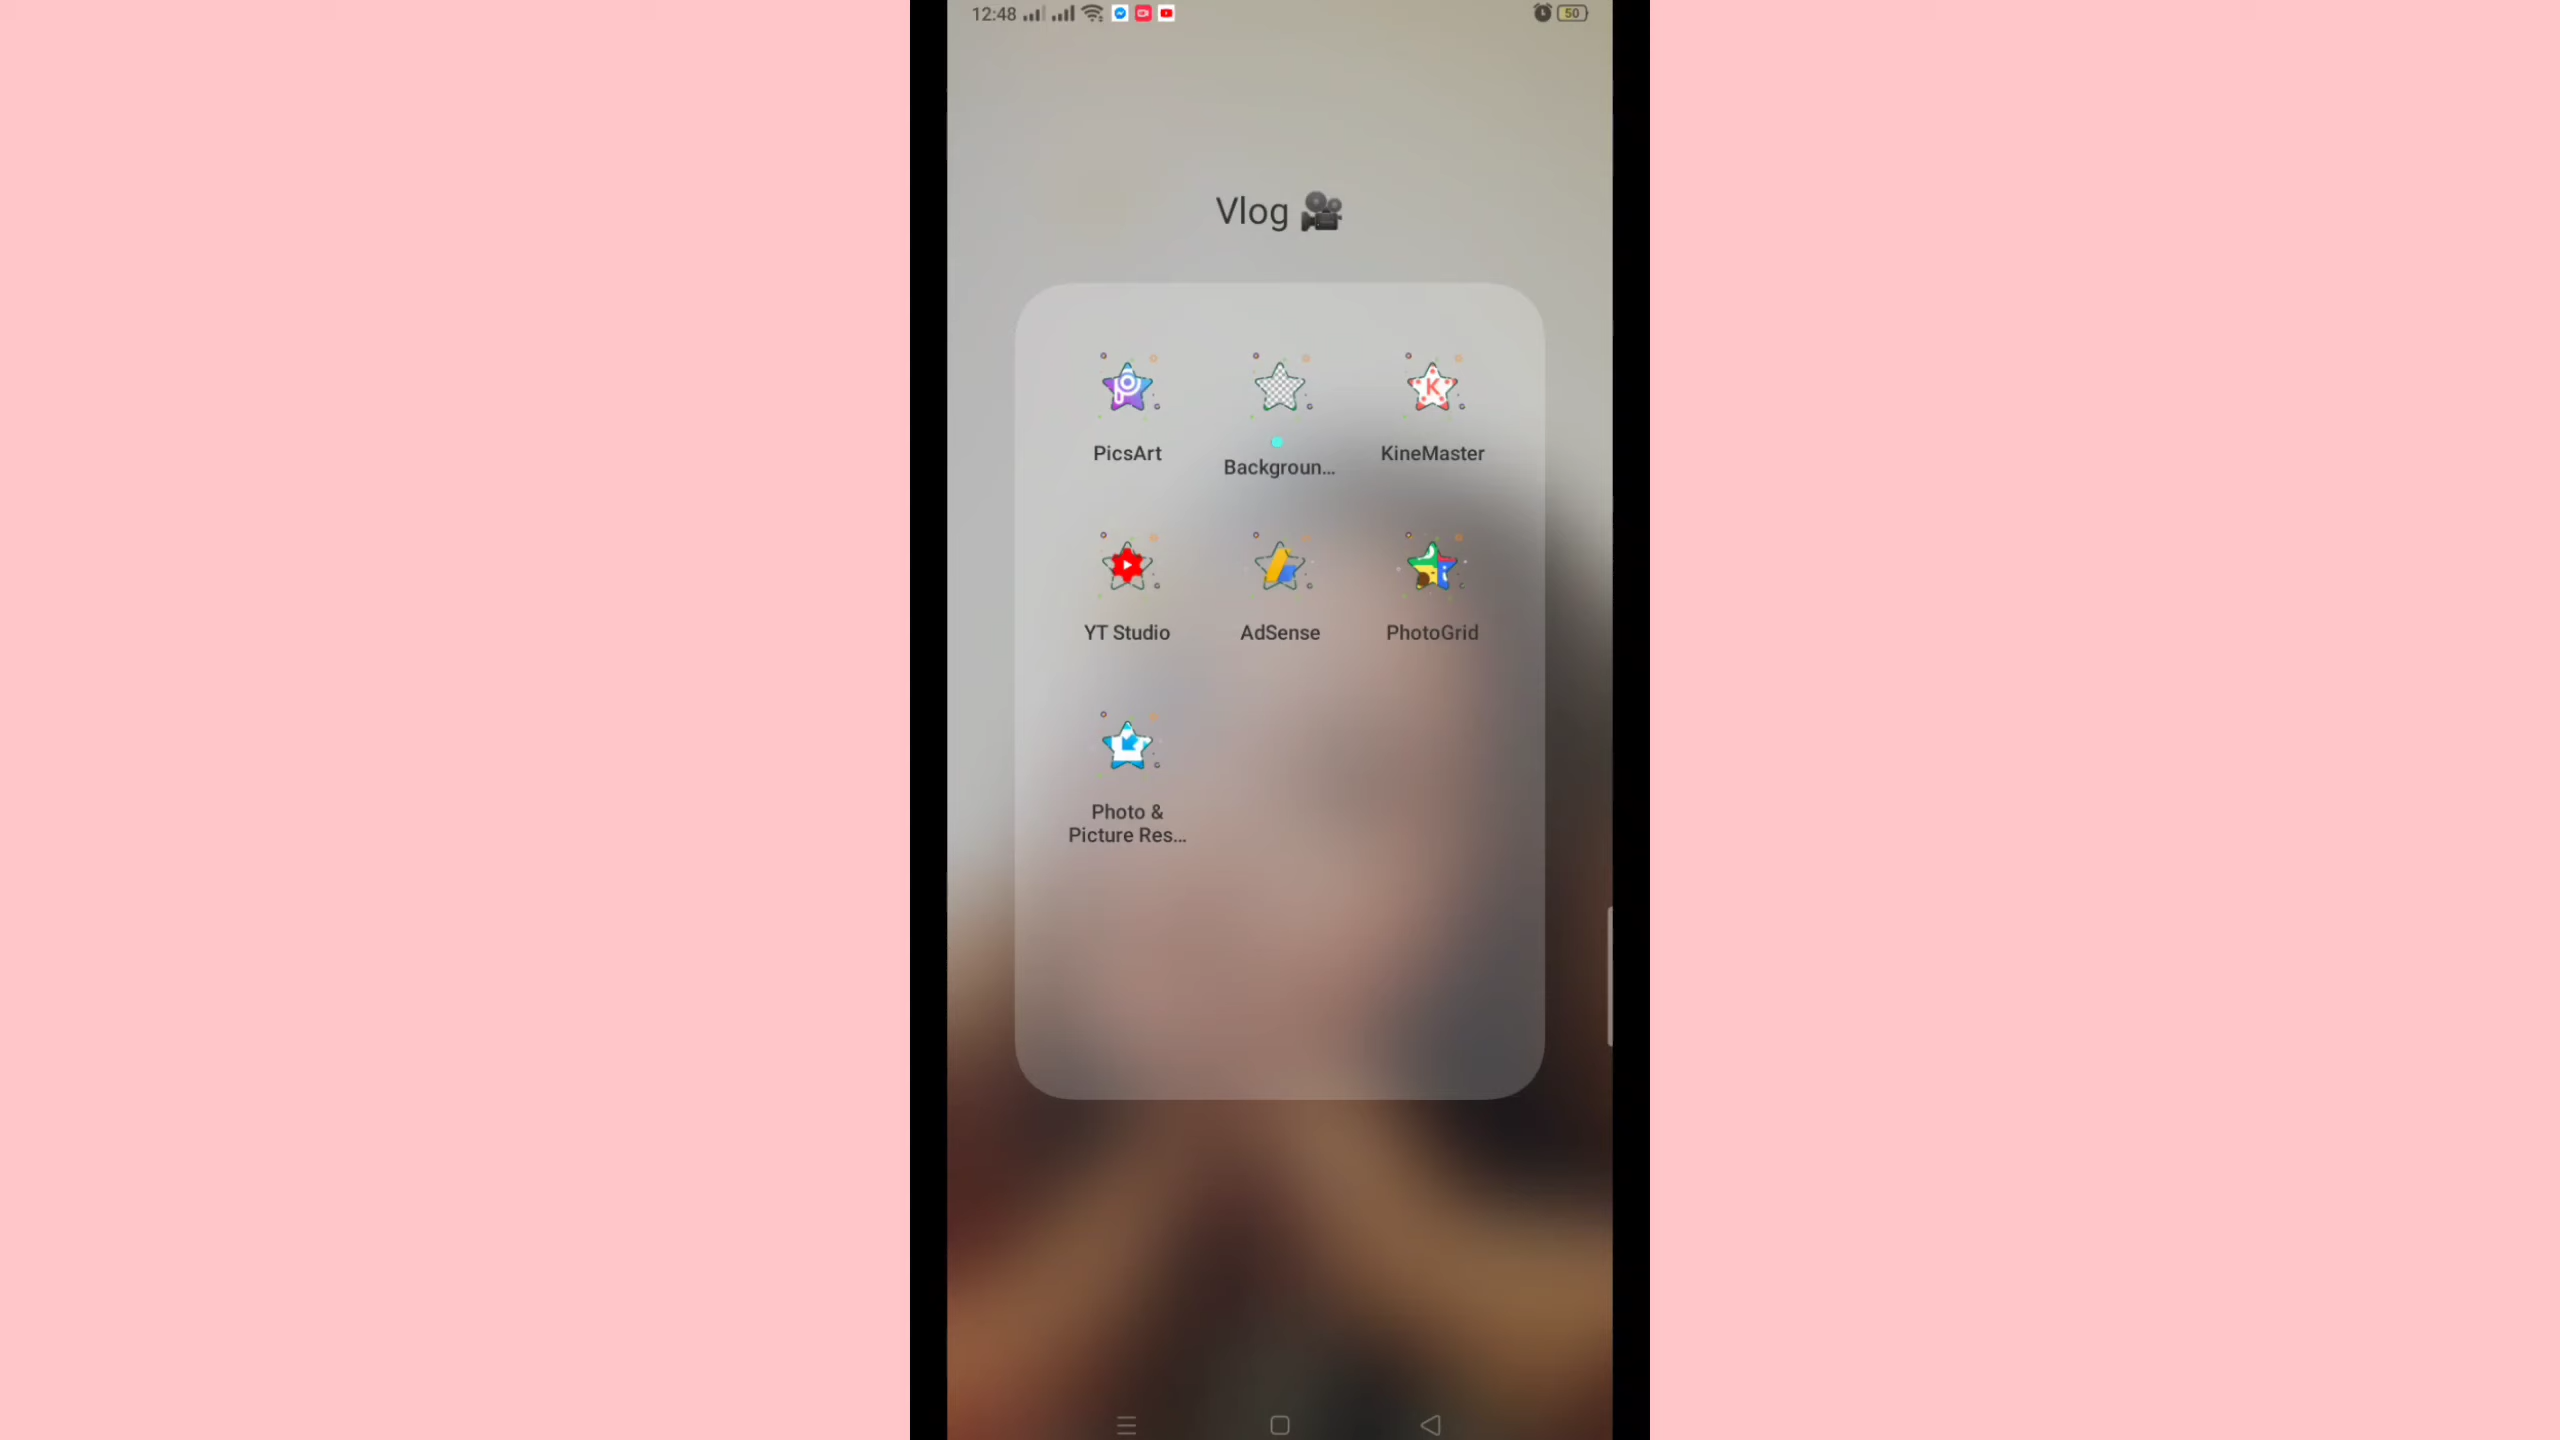 12:48
50
Vlog 🎥
PicsArt
Backgroun...
KineMaster
YT Studio
AdSense
PhotoGrid
Photo &
Picture Res...